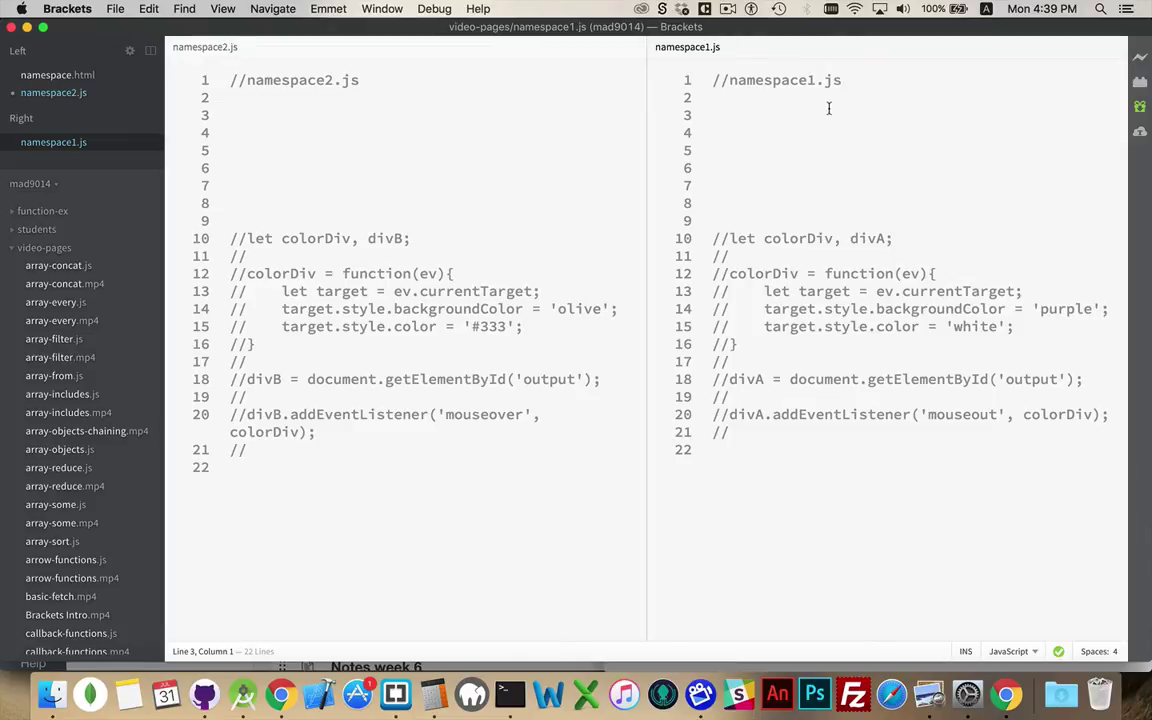 Brackets File Edit Find View Navigate Emmet Window Debug Help
100% A Mon 4:39 PM
video-pages/namespace1.js (mad9014) — Brackets
Left
namespace.html
namespace2.js
Right
namespace1.js
mad9014
function-ex
students
video-pages
array-concat.js
array-concat.mp4
array-every.js
array-every.mp4
array-filter.js
array-filter.mp4
array-from.js
array-includes.js
array-includes.mp4
array-objects-chaining.mp4
array-objects.js
array-reduce.js
array-reduce.mp4
array-some.js
array-some.mp4
array-sort.js
arrow-functions.js
arrow-functions.mp4
basic-fetch.mp4
Brackets Intro.mp4
callback-functions.js
callback-functions.mp4
namespace2.js
1 //namespace2.js
2
3
4
5
6
7
8
9
10 //let colorDiv, divB;
11 //
12 //colorDiv = function(ev){
13 // let target = ev.currentTarget;
14 // target.style.backgroundColor = 'olive';
15 // target.style.color = '#333';
16 //}
17 //
18 //divB = document.getElementById('output');
19 //
20 //divB.addEventListener('mouseover',
colorDiv);
21 //
22
namespace1.js
1 //namespace1.js
2
3
4
5
6
7
8
9
10 //let colorDiv, divA;
11 //
12 //colorDiv = function(ev){
13 // let target = ev.currentTarget;
14 // target.style.backgroundColor = 'purple';
15 // target.style.color = 'white';
16 //}
17 //
18 //divA = document.getElementById('output');
19 //
20 //divA.addEventListener('mouseout', colorDiv);
21 //
22
Line 3, Column 1 — 22 Lines
INS JavaScript Spaces: 4
Help
Notes week 6
JUL
31
1
An
Ps
Fz